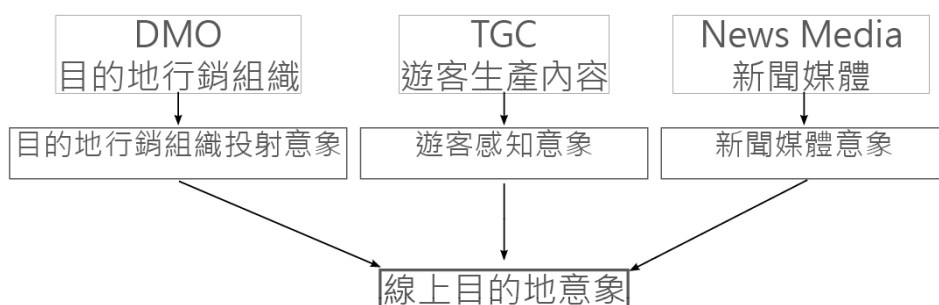 DMO
目的地行銷組織
TGC
遊客生產內容
News Media
新聞媒體
目的地行銷組織投射意象
遊客感知意象
新聞媒體意象
線上目的地意象